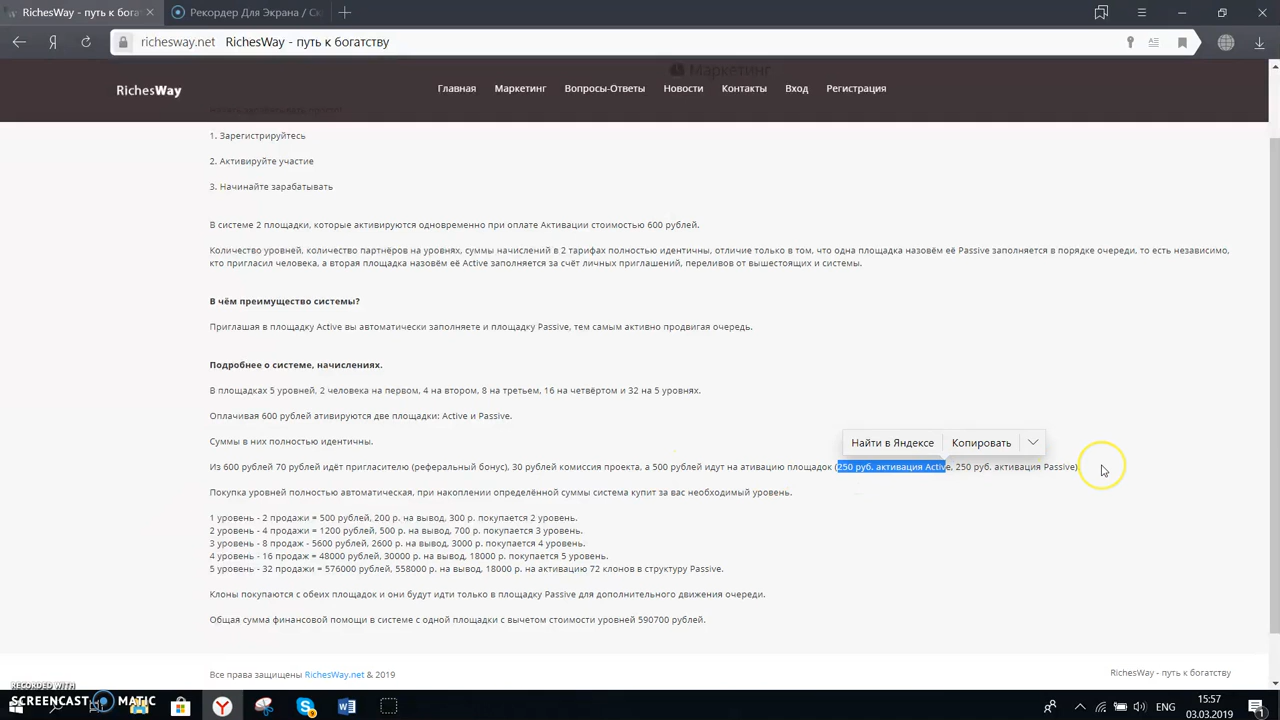 RichesWay - путь к богат
Рекордер Для Экрана / Ск
richesway.net RichesWay - путь к богатству
Маркетинг
RichesWay Главная Маркетинг Вопросы-Ответы Новости Контакты Вход Регистрация
1. Зарегистрируйтесь
2. Активируйте участие
3. Начинайте зарабатывать
В системе 2 площадки, которые активируются одновременно при оплате Активации стоимостью 600 рублей.
Количество уровней, количество партнёров на уровнях, суммы начислений в 2 тарифах полностью идентичны, отличие только в том, что одна площадка назовём её Passive заполняется в порядке очереди, то есть независимо,
кто пригласил человека, а вторая площадка назовём её Active заполняется за счёт личных приглашений, переливов от вышестоящих и системы.
В чём преимущество системы?
Приглашая в площадку Active вы автоматически заполняете и площадку Passive, тем самым активно продвигая очередь.
Подробнее о системе, начислениях.
В площадках 5 уровней, 2 человека на первом, 4 на втором, 8 на третьем, 16 на четвёртом и 32 на 5 уровнях.
Оплачивая 600 рублей ативируются две площадки: Active и Passive.
Суммы в них полностью идентичны.
Найти в Яндексе Копировать
Из 600 рублей 70 рублей идёт пригласителю (реферальный бонус), 30 рублей комиссия проекта, а 500 рублей идут на ативацию площадок (250 руб. активация Active, 250 руб. активация Passive).
Покупка уровней полностью автоматическая, при накоплении определённой суммы система купит за вас необходимый уровень.
1 уровень - 2 продажи = 500 рублей, 200 р. на вывод, 300 р. покупается 2 уровень.
2 уровень - 4 продажи = 1200 рублей, 500 р. на вывод, 700 р. покупается 3 уровень.
3 уровень - 8 продаж - 5600 рублей, 2600 р. на вывод, 3000 р. покупается 4 уровень.
4 уровень - 16 продаж = 48000 рублей, 30000 р. на вывод, 18000 р. покупается 5 уровень.
5 уровень - 32 продажи = 576000 рублей, 558000 р. на вывод, 18000 р. на активацию 72 клонов в структуру Passive.
Клоны покупаются с обеих площадок и они будут идти только в площадку Passive для дополнительного движения очереди.
Общая сумма финансовой помощи в системе с одной площадки с вычетом стоимости уровней 590700 рублей.
Все права защищены RichesWay.net & 2019
RichesWay - путь к богатству
RECORDED WITH
SCREENCAST MATIC
ENG
15:57
03.03.2019
1